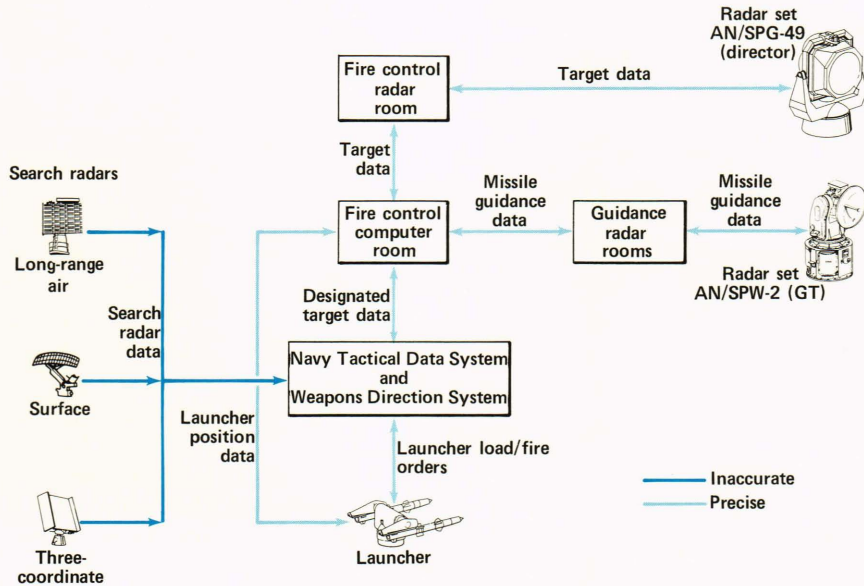 Radar set
AN/SPG-49
(director)
Fire control
radar
room
Target data
Target
data
Search radars
Long-range
air
Missile
guidance
data
Missile
guidance
data
Fire control
computer
room
Guidance
radar
rooms
Radar set
AN/SPW-2 (GT)
Designated
target data
Search
radar
data
Navy Tactical Data System
and
Weapons Direction System
Surface
Launcher
position
data
Launcher load/fire
orders
Inaccurate
Precise
Launcher
Three-
coordinate